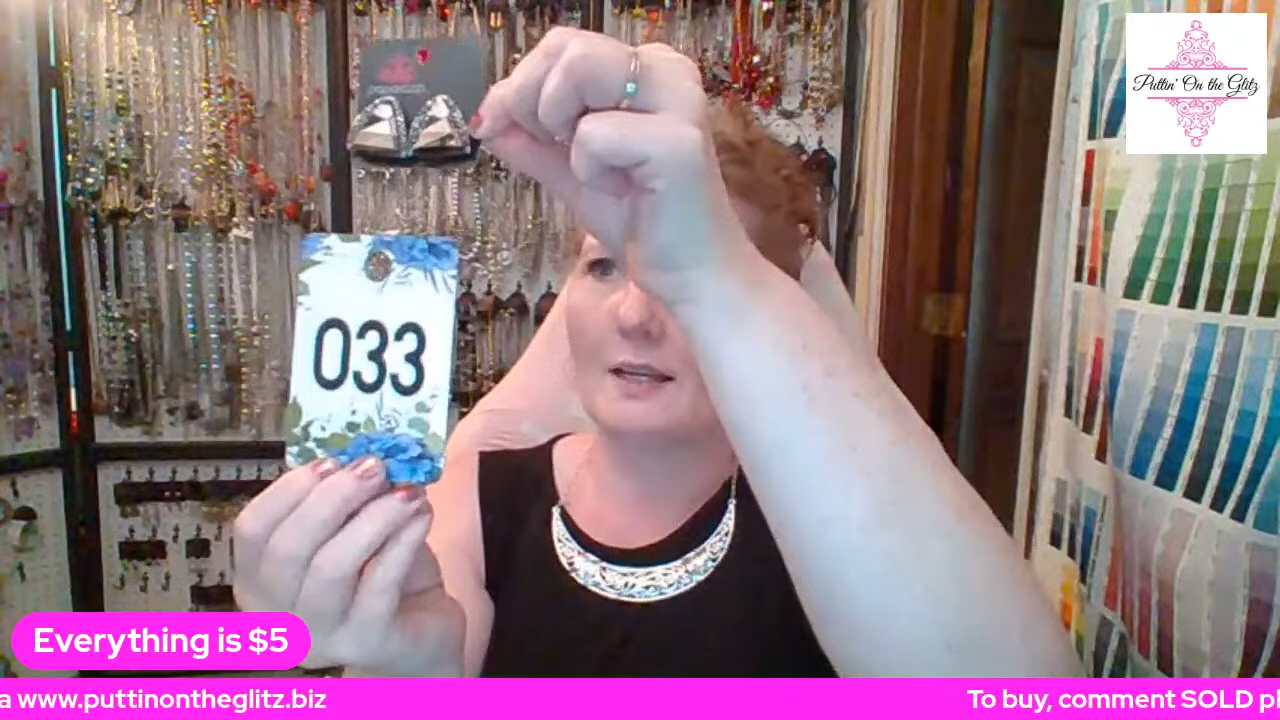 Puttin' On the Glitz
033
Everything is $5
a www.puttinontheglitz.biz
To buy, comment SOLD pl